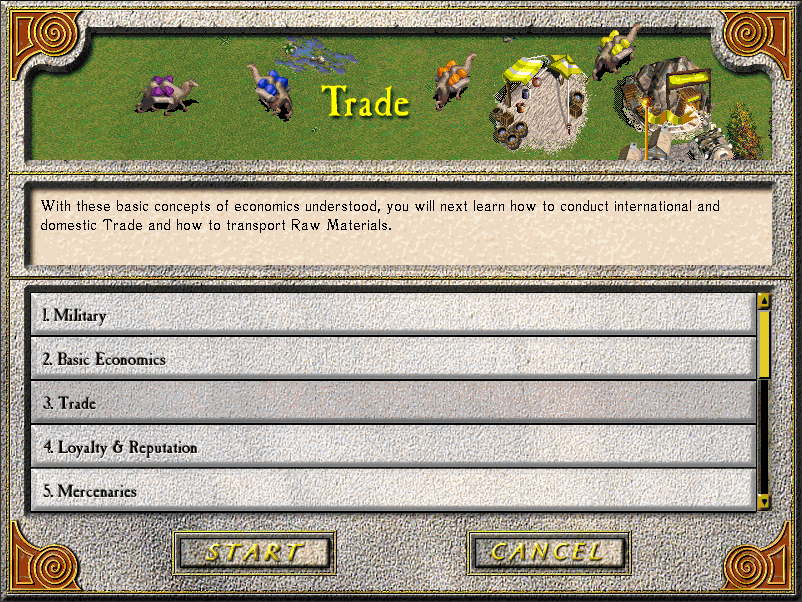 Trade
With these basic concepts of economics understood, you will next learn how to conduct international and
domestic Trade and how to transport Raw Materials.
1. Military
2. Basic Economics
3. Trade
4. Loyalty & Reputation
5. Mercenaries
START
CANCEL